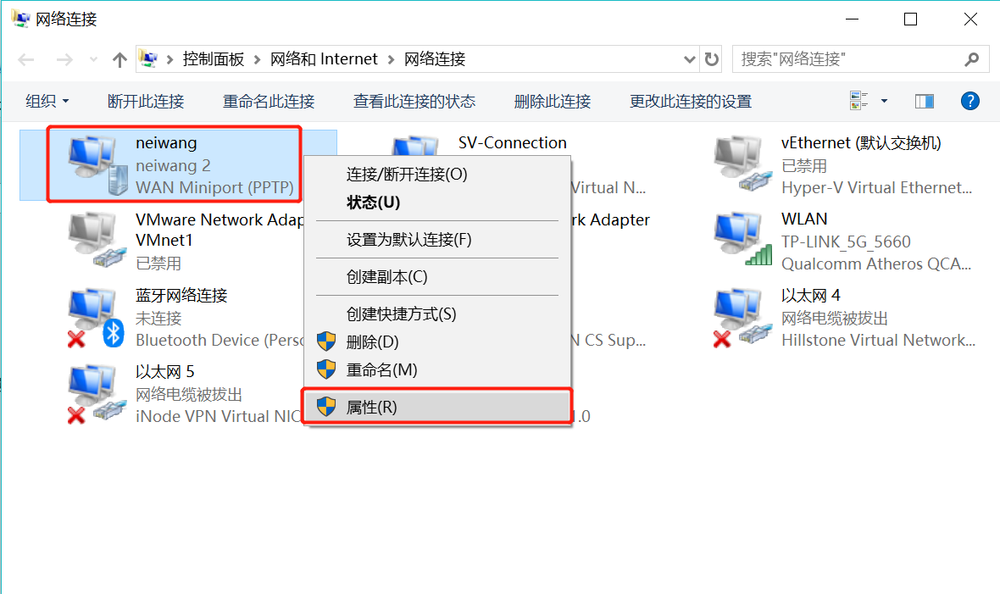 网络连接
控制面板 网络和 Internet 网络连接
搜索"网络连接"
组织 断开此连接 重命名此连接 查看此连接的状态 删除此连接 更改此连接的设置
neiwang
neiwang 2
WAN Miniport (PPTP)
SV-Connection
Virtual N...
vEthernet (默认交换机)
已禁用
Hyper-V Virtual Ethernet...
VMware Network Adap
VMnet1
已禁用
rk Adapter
WLAN
TP-LINK_5G_5660
Qualcomm Atheros QCA...
蓝牙网络连接
未连接
Bluetooth Device (Perso
N CS Sup...
以太网 4
网络电缆被拔出
Hillstone Virtual Network...
以太网 5
网络电缆被拔出
iNode VPN Virtual NIC
1.0
连接/断开连接(O)
状态(U)
设置为默认连接(F)
创建副本(C)
创建快捷方式(S)
删除(D)
重命名(M)
属性(R)